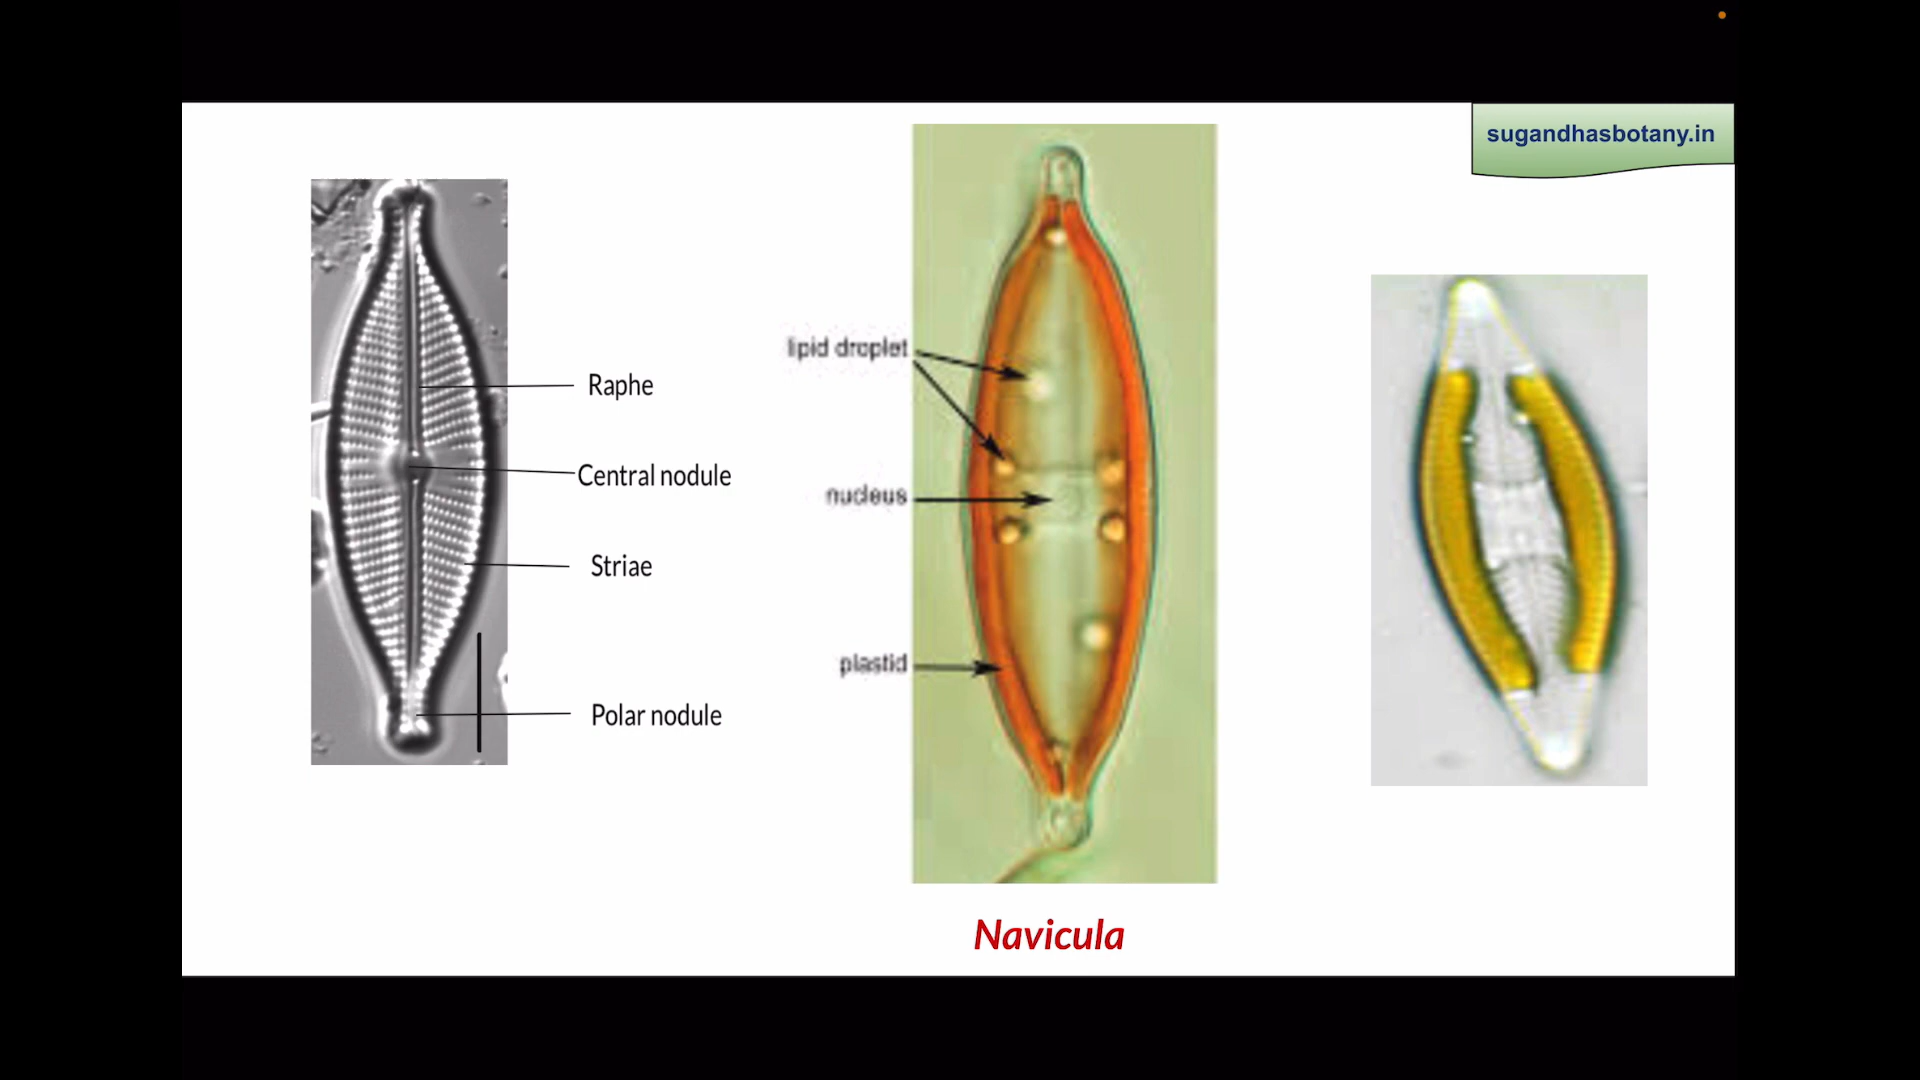 sugandhasbotany.in
Raphe
Central nodule
Striae
Polar nodule
lipid droplet
nucleus
plastid
Navicula